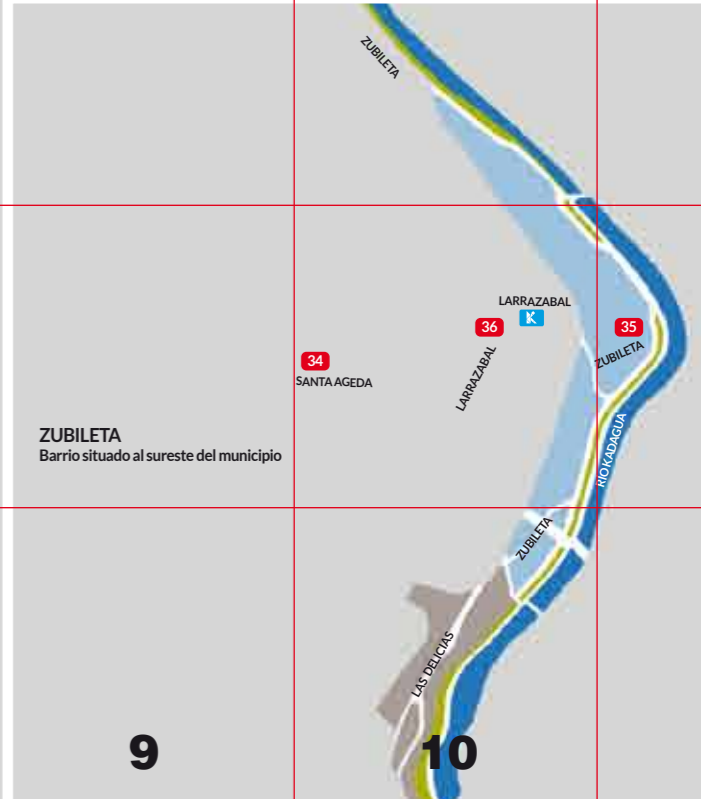 ZUBILETA
LARRAZABAL
K
36
35
34
ZUBILETA
LARRAZABAL
SANTA AGEDA
ZUBILETA
Barrio situado al sureste del municipio
RIO KADAGUA
ZUBILETA
LAS DELICIAS
9
10